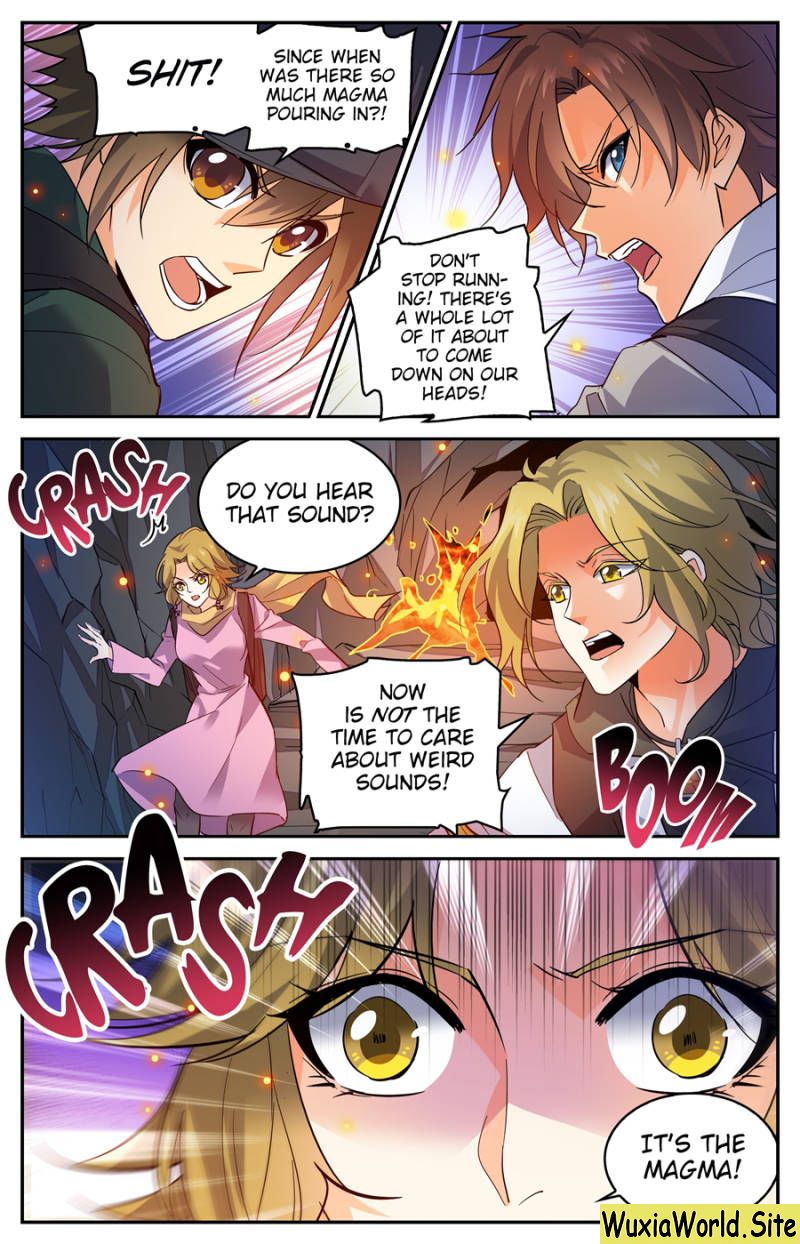 SHIT!
SINCE WHEN
WAS THERE SO
MUCH MAGMA
POURING IN?!
DON'T
STOP RUNN-
ING! THERE'S
A WHOLE LOT
OF IT ABOUT
TO COME
DOWN ON OUR
HEADS!
CRASH
DO YOU HEAR
THAT SOUND?
NOW
IS NOT THE
TIME TO CARE
ABOUT WEIRD
SOUNDS!
BOOM
CRASH
IT'S THE
MAGMA!
WuxiaWorld.Site